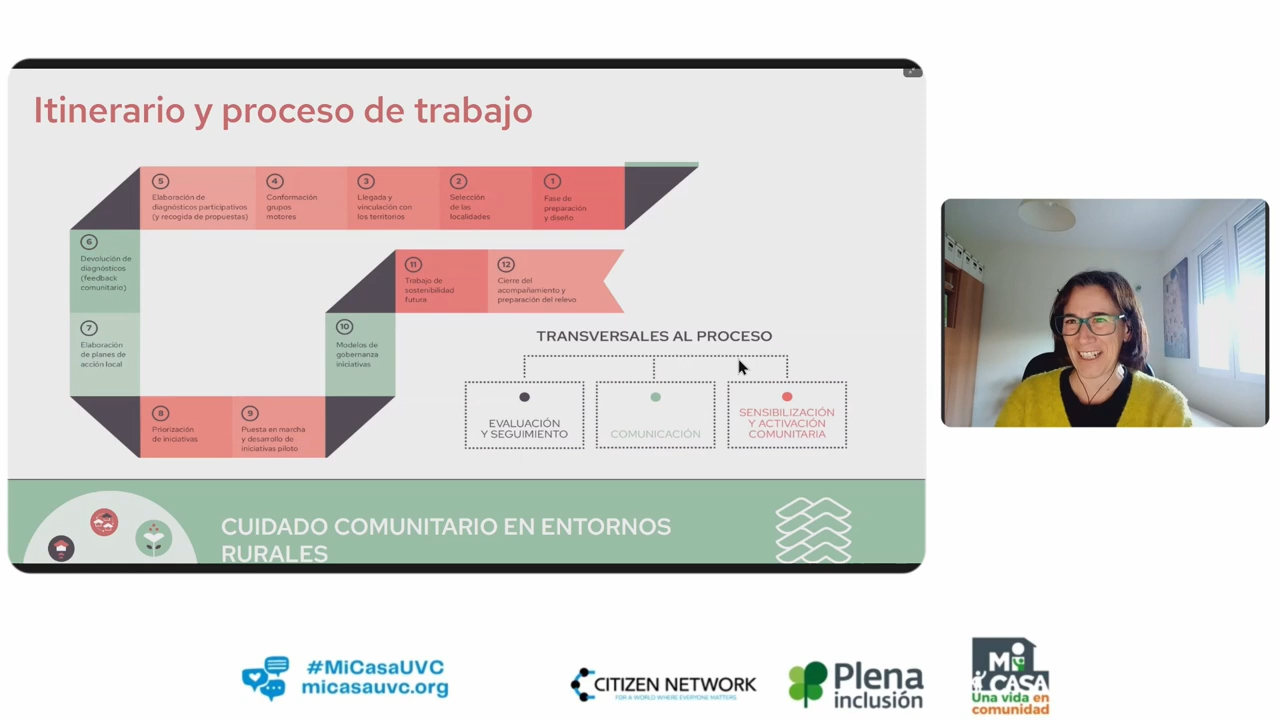 Itinerario y proceso de trabajo
5
Elaboración de
diagnósticos participativos
(y recogida de propuestas)
4
Conformación
grupos
motores
3
Llegada y
vinculación con
los territorios
2
Selección
de las
localidades
1
Fase de
preparación
y diseño
6
Devolución de
diagnósticos
(feedback
comunitario)
7
Elaboración
de planes de
acción local
8
Priorización
de iniciativas
9
Puesta en marcha
y desarrollo de
iniciativas piloto
10
Modelos de
gobernanza
iniciativas
11
Trabajo de
sostenibilidad
futura
12
Cierre del
acompañamiento y
preparación del relevo
TRANSVERSALES AL PROCESO
EVALUACIÓN
Y SEGUIMIENTO
COMUNICACIÓN
SENSIBILIZACIÓN
Y ACTIVACIÓN
COMUNITARIA
CUIDADO COMUNITARIO EN ENTORNOS
RURALES
#MiCasaUVC
micasauvc.org
CITIZEN NETWORK
FOR A WORLD WHERE EVERYONE MATTERS.
Plena
inclusión
Mi
CASA
Una vida en
comunidad